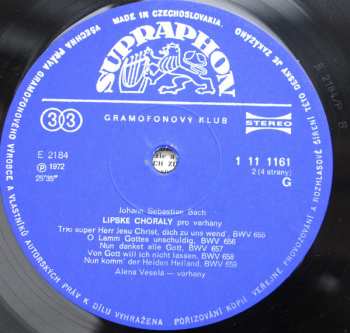 VŠECHNA PRÁVA GRAMOFONOVÉHO VÝROBCE A VLASTNÍKŮ AUTORSKÝCH PRÁV K DÍLU VYHRAŽENA
MADE IN CZECHOSLOVAKIA. JE ZAKÁZÁNO
TÉTO DESKY
POŘIZOVÁNÍ KOPIÍ VEŘEJNÉ PROVOZOVÁNÍ A ROZHLASOVÉ
SUPRAPHON
33
GRAMOFONOVÝ KLUB
STEREO
E 2184
Ⓟ 1972
25'35"
1 11 1161
2 (4 strany)
G
Johann Sebastian Bach
LIPSKÉ CHORÁLY pro varhany
Trio super Herr Jesu Christ, dich zu uns wend', BWV 655
O Lamm Gottes unschuldig, BWV 656
Nun danket alle Gott, BWV 657
Von Gott will ich nicht lassen, BWV 658
Nun komm' der Heiden Heiland, BWV 659
Alena Veselá — varhany